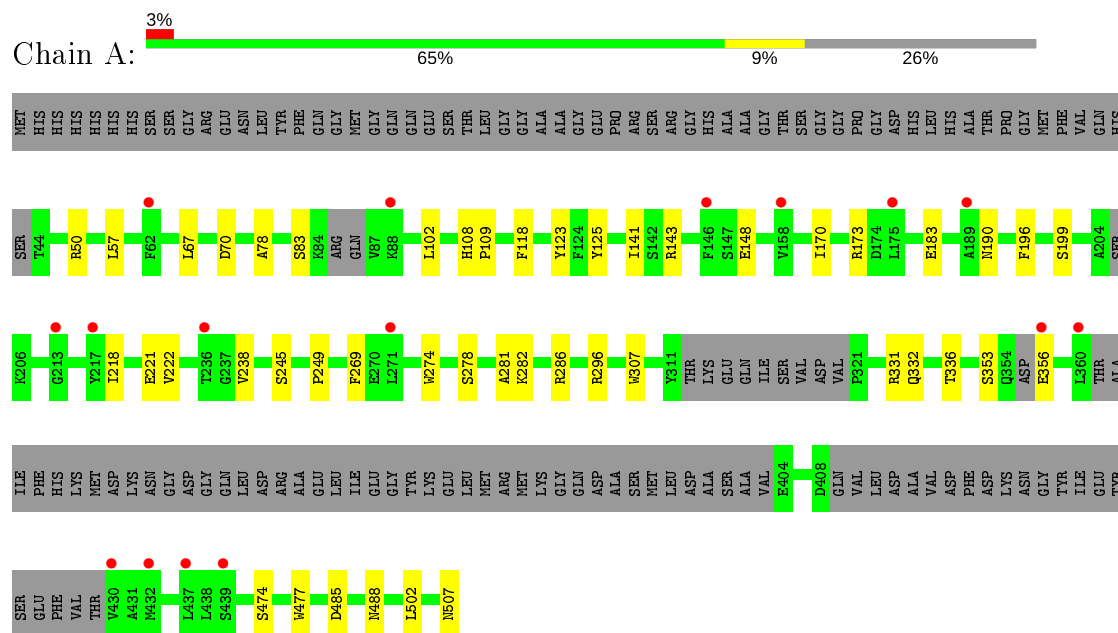 3%
Chain A:
65% 9% 26%
MET HIS HIS HIS HIS HIS HIS SER SER GLY ARG GLU ASN LEU TYR PHE GLN GLY MET VAL GLY GLN GLN GLU SER THR LEU GLY GLY ALA ALA GLY GLU PRO ARG SER ARG GLY HIS ALA ALA GLY THR SER GLY GLY PRO GLY ASP HIS LEU HIS ALA THR PRO GLY MET PHE VAL GLN HIS
SER T44 R50 L57 F62 L67 D70 A78 S83 K84 ARG GLN V87 K88 L102 H108 P109 F118 Y123 F124 Y125 I141 S142 R143 F146 S147 E148 V158 I170 R173 D174 L175 E183 A189 N190 F196 S199 A204 SER
K206 G213 Y217 I218 E221 V222 T236 G237 V238 S245 P249 F269 E270 L271 W274 S278 A281 K282 R286 R296 W307 Y311 THR LYS GLU GLN ILE SER VAL ASP VAL P321 R331 Q332 T336 S353 Q354 ASP E356 L360 THR ALA
ILE PHE HIS LYS MET ASP LYS ASN GLY ASP GLY GLN LEU ASP ARG ALA GLU LEU ILE GLU GLY TYR LYS GLU LEU MET ARG MET LYS GLY GLN ASP ALA SER MET LEU ASP ALA SER ALA VAL E404 D408 GLN VAL LEU ASP ALA VAL ASP PHE ASP LYS ASN GLY TYR ILE GLU TYR
SER GLU PHE VAL THR V430 A431 M432 L437 L438 S439 S474 W477 D485 N488 L502 N507